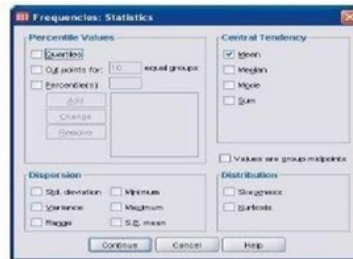 Frequencies: Statistics
Percentile Values
Quartiles
Cut points for: 10 equal groups
Percentile(s):
Add
Change
Remove
Central Tendency
Mean
Median
Mode
Sum
Values are group midpoints
Dispersion
Std. deviation Minimum
Variance Maximum
Range S.E. mean
Distribution
Skewness
Kurtosis
Continue Cancel Help